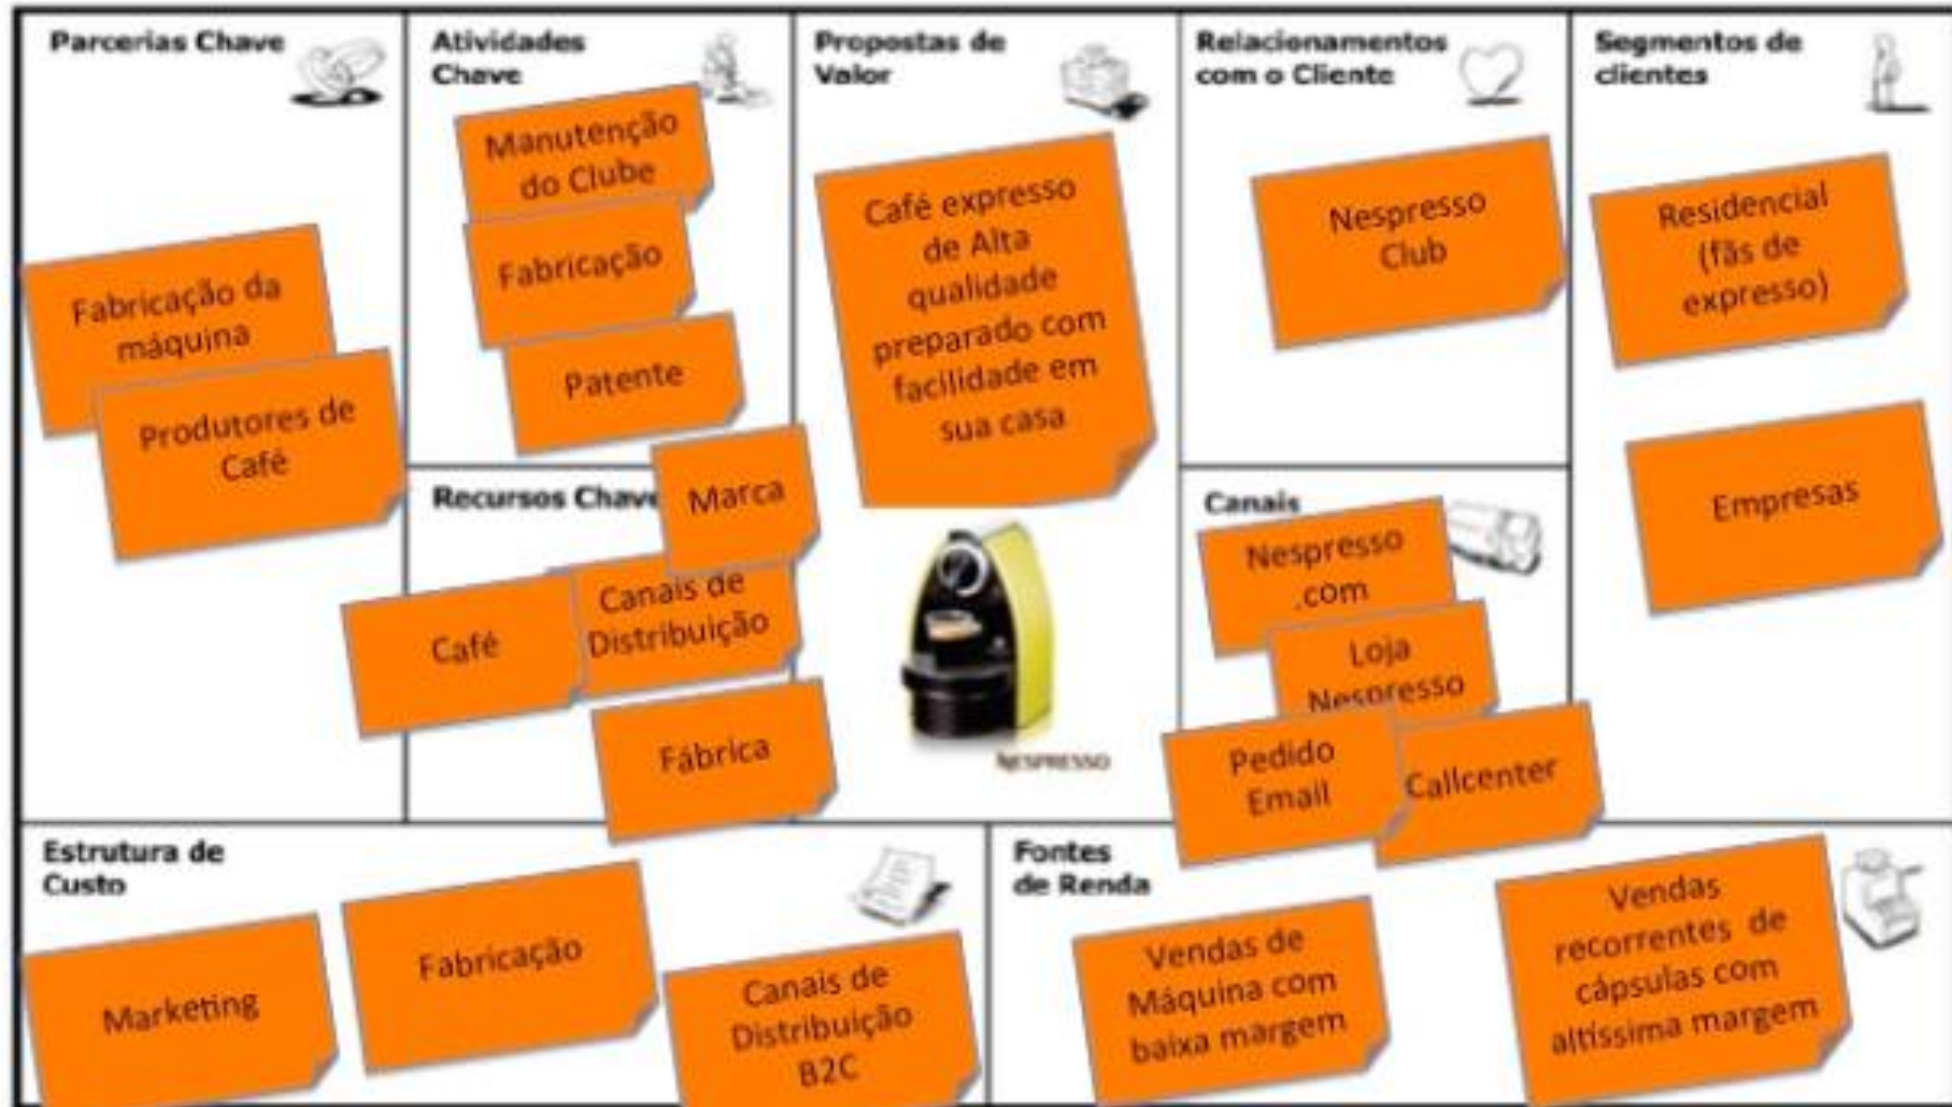 Parcerias Chave
Fabricação da
máquina
Produtores de
Café
Atividades
Chave
Manutenção
do Clube
Fabricação
Patente
Recursos Chave
Marca
Canais de
Distribuição
Café
Fábrica
Propostas de
Valor
Café expresso
de Alta
qualidade
preparado com
facilidade em
sua casa
NESPRESSO
Relacionamentos
com o Cliente
Nespresso
Club
Canais
Nespresso
.com
Loja
Nespresso
Pedido
Email
Callcenter
Segmentos de
clientes
Residencial
(fãs de
expresso)
Empresas
Estrutura de
Custo
Marketing
Fabricação
Canais de
Distribuição
B2C
Fontes
de Renda
Vendas de
Máquina com
baixa margem
Vendas
recorrentes de
cápsulas com
altíssima margem